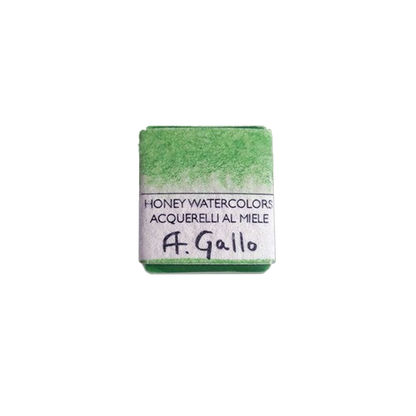 HONEY WATERCOLORS
ACQUERELLI AL MIELE
A. Gallo